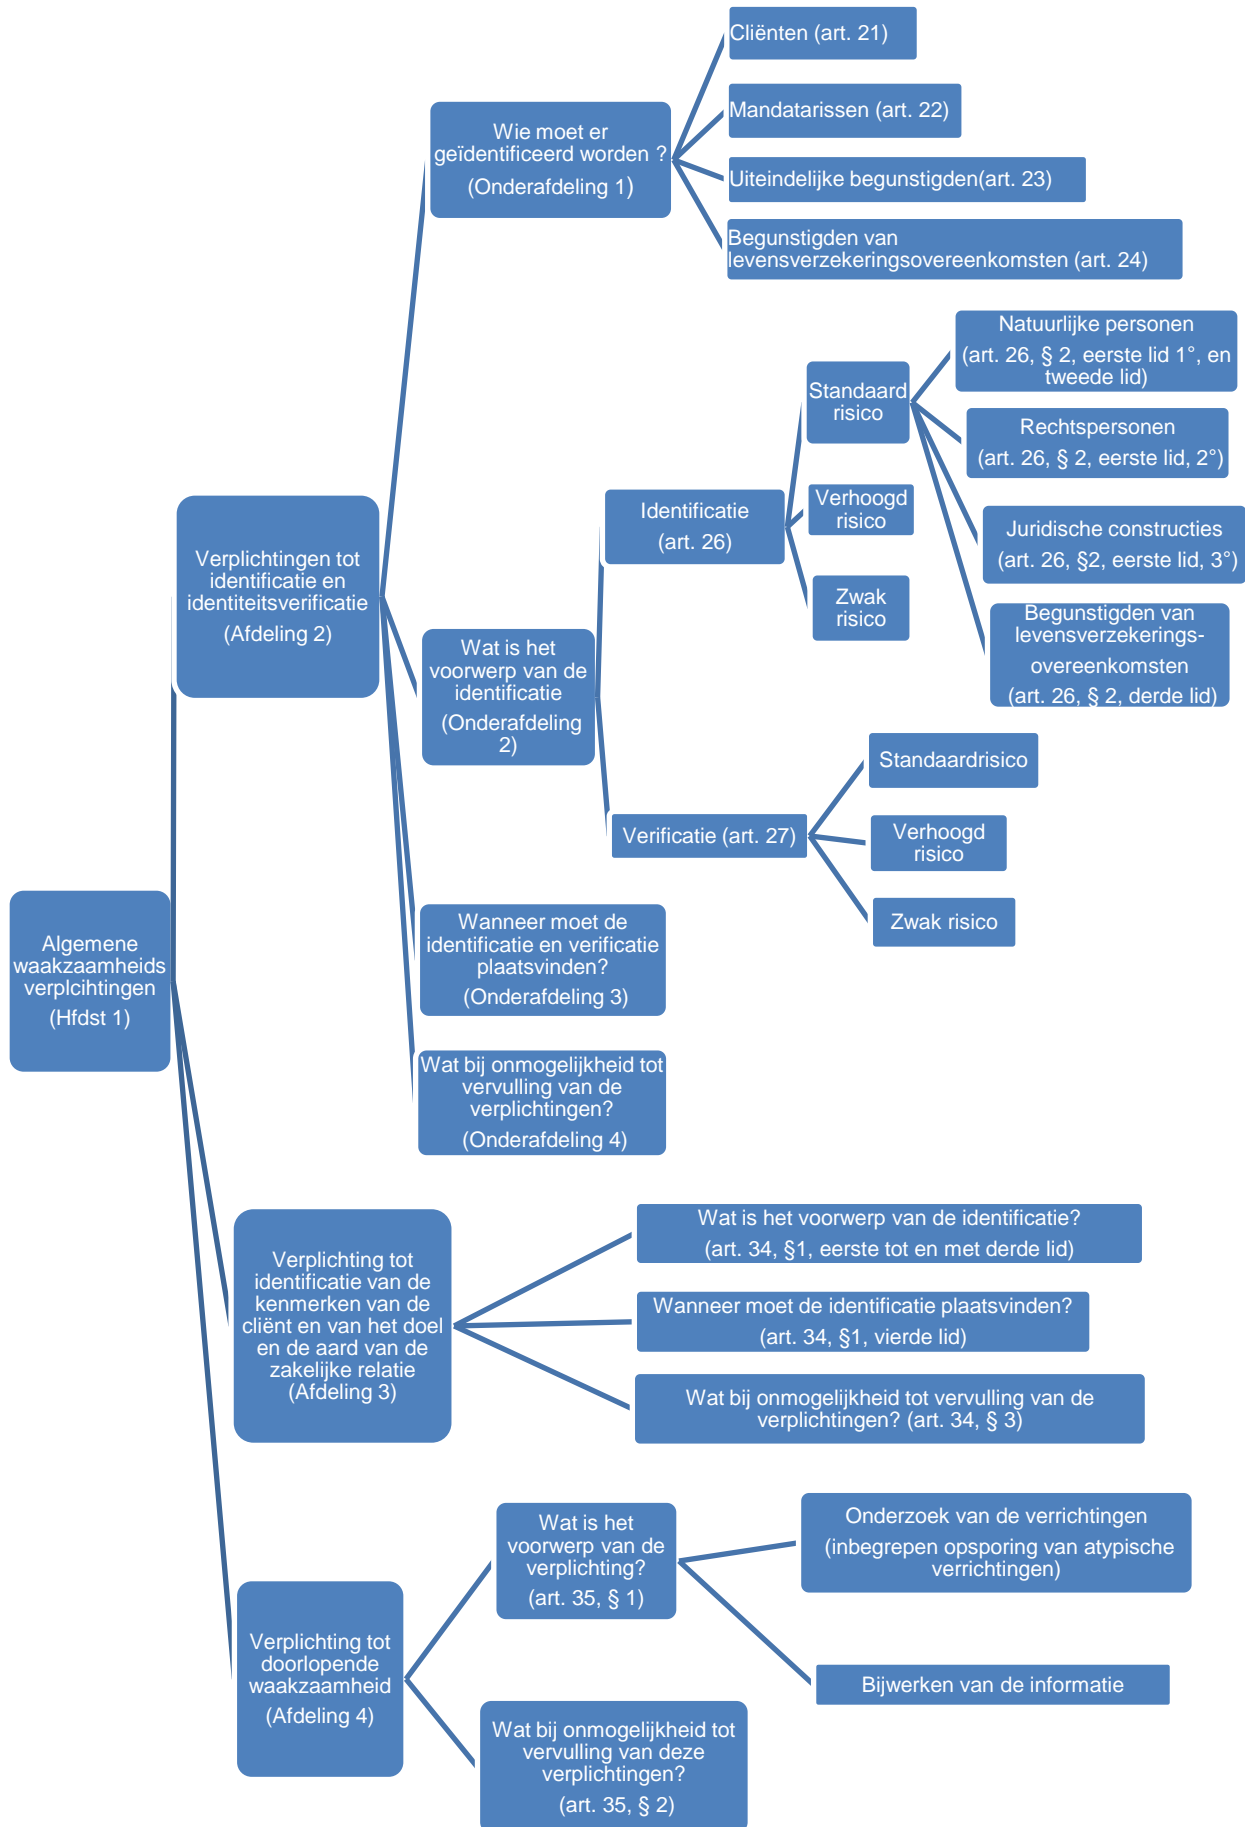 Algemene
waakzaamheids
verplcihtingen
(Hfdst 1)
Verplichtingen tot
identificatie en
identiteitsverificatie
(Afdeling 2)
Wie moet er
geïdentificeerd worden ?
(Onderafdeling 1)
Cliënten (art. 21)
Mandatarissen (art. 22)
Uiteindelijke begunstigden(art. 23)
Begunstigden van
levensverzekeringsovereenkomsten (art. 24)
Wat is het
voorwerp van de
identificatie
(Onderafdeling
2)
Identificatie
(art. 26)
Standaard
risico
Natuurlijke personen
(art. 26, § 2, eerste lid 1°, en
tweede lid)
Rechtspersonen
(art. 26, § 2, eerste lid, 2°)
Juridische constructies
(art. 26, §2, eerste lid, 3°)
Begunstigden van
levensverzekerings-
overeenkomsten
(art. 26, § 2, derde lid)
Verhoogd
risico
Zwak
risico
Verificatie (art. 27)
Standaardrisico
Verhoogd
risico
Zwak risico
Wanneer moet de
identificatie en verificatie
plaatsvinden?
(Onderafdeling 3)
Wat bij onmogelijkheid tot
vervulling van de
verplichtingen?
(Onderafdeling 4)
Verplichting tot
identificatie van de
kenmerken van de
cliënt en van het doel
en de aard van de
zakelijke relatie
(Afdeling 3)
Wat is het voorwerp van de identificatie?
(art. 34, §1, eerste tot en met derde lid)
Wanneer moet de identificatie plaatsvinden?
(art. 34, §1, vierde lid)
Wat bij onmogelijkheid tot vervulling van de
verplichtingen? (art. 34, § 3)
Verplichting tot
doorlopende
waakzaamheid
(Afdeling 4)
Wat is het
voorwerp van de
verplichting?
(art. 35, § 1)
Onderzoek van de verrichtingen
(inbegrepen opsporing van atypische
verrichtingen)
Bijwerken van de informatie
Wat bij onmogelijkheid tot
vervulling van deze
verplichtingen?
(art. 35, § 2)